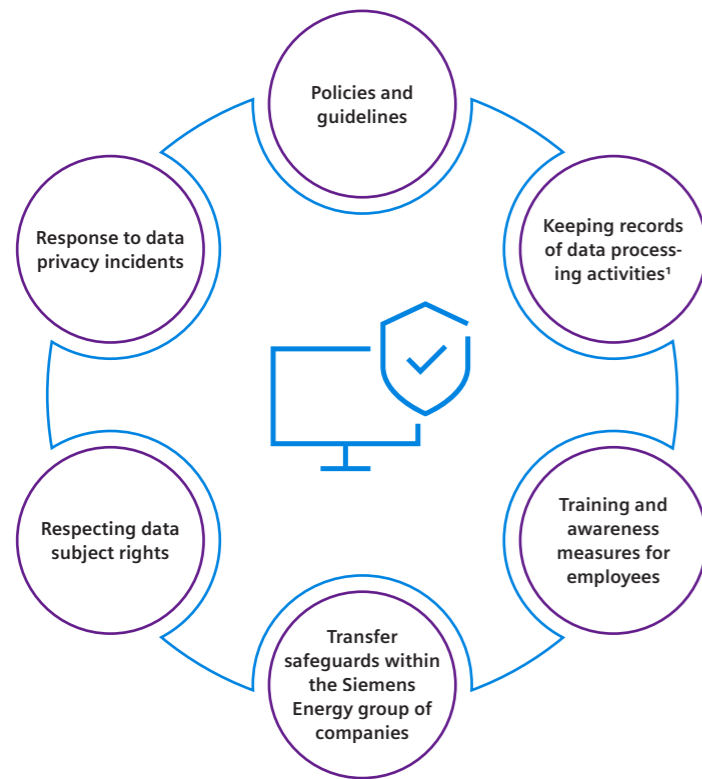 Policies and
guidelines
Keeping records
of data process-
ing activities¹
Training and
awareness
measures for
employees
Transfer
safeguards within
the Siemens
Energy group of
companies
Respecting data
subject rights
Response to data
privacy incidents